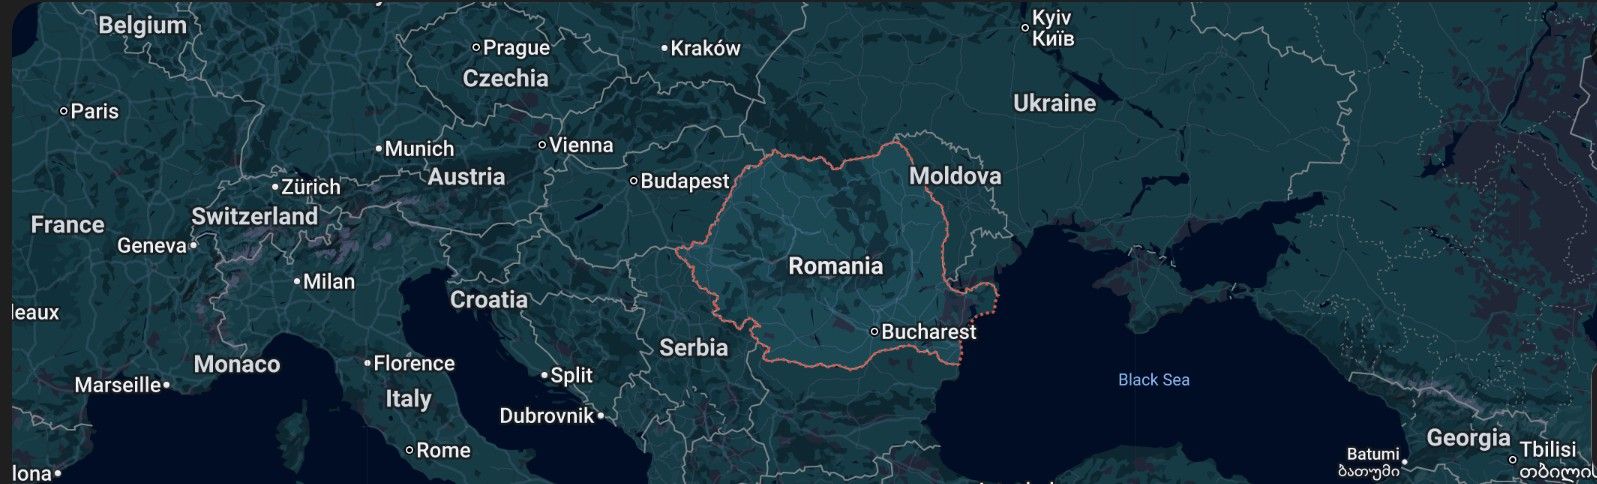 Belgium
Kyiv
Київ
Prague
Kraków
Czechia
Ukraine
Paris
Munich
Vienna
Austria
Moldova
Budapest
Zürich
Switzerland
France
Geneva
Romania
Milan
Croatia
leaux
Bucharest
Serbia
Monaco
Florence
Split
Black Sea
Marseille
Italy
Dubrovnik
Georgia
Rome
Tbilisi
Batumi
ბათუმი
lona